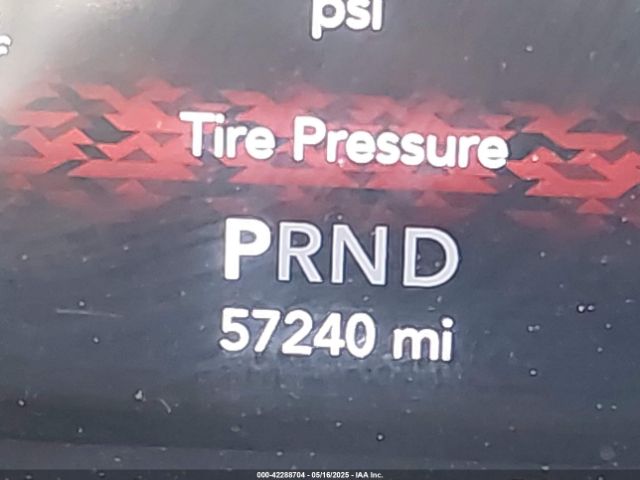 psi
Tire Pressure
PRND
57240 mi
000-42288704 - 05/16/2025 - IAA Inc.